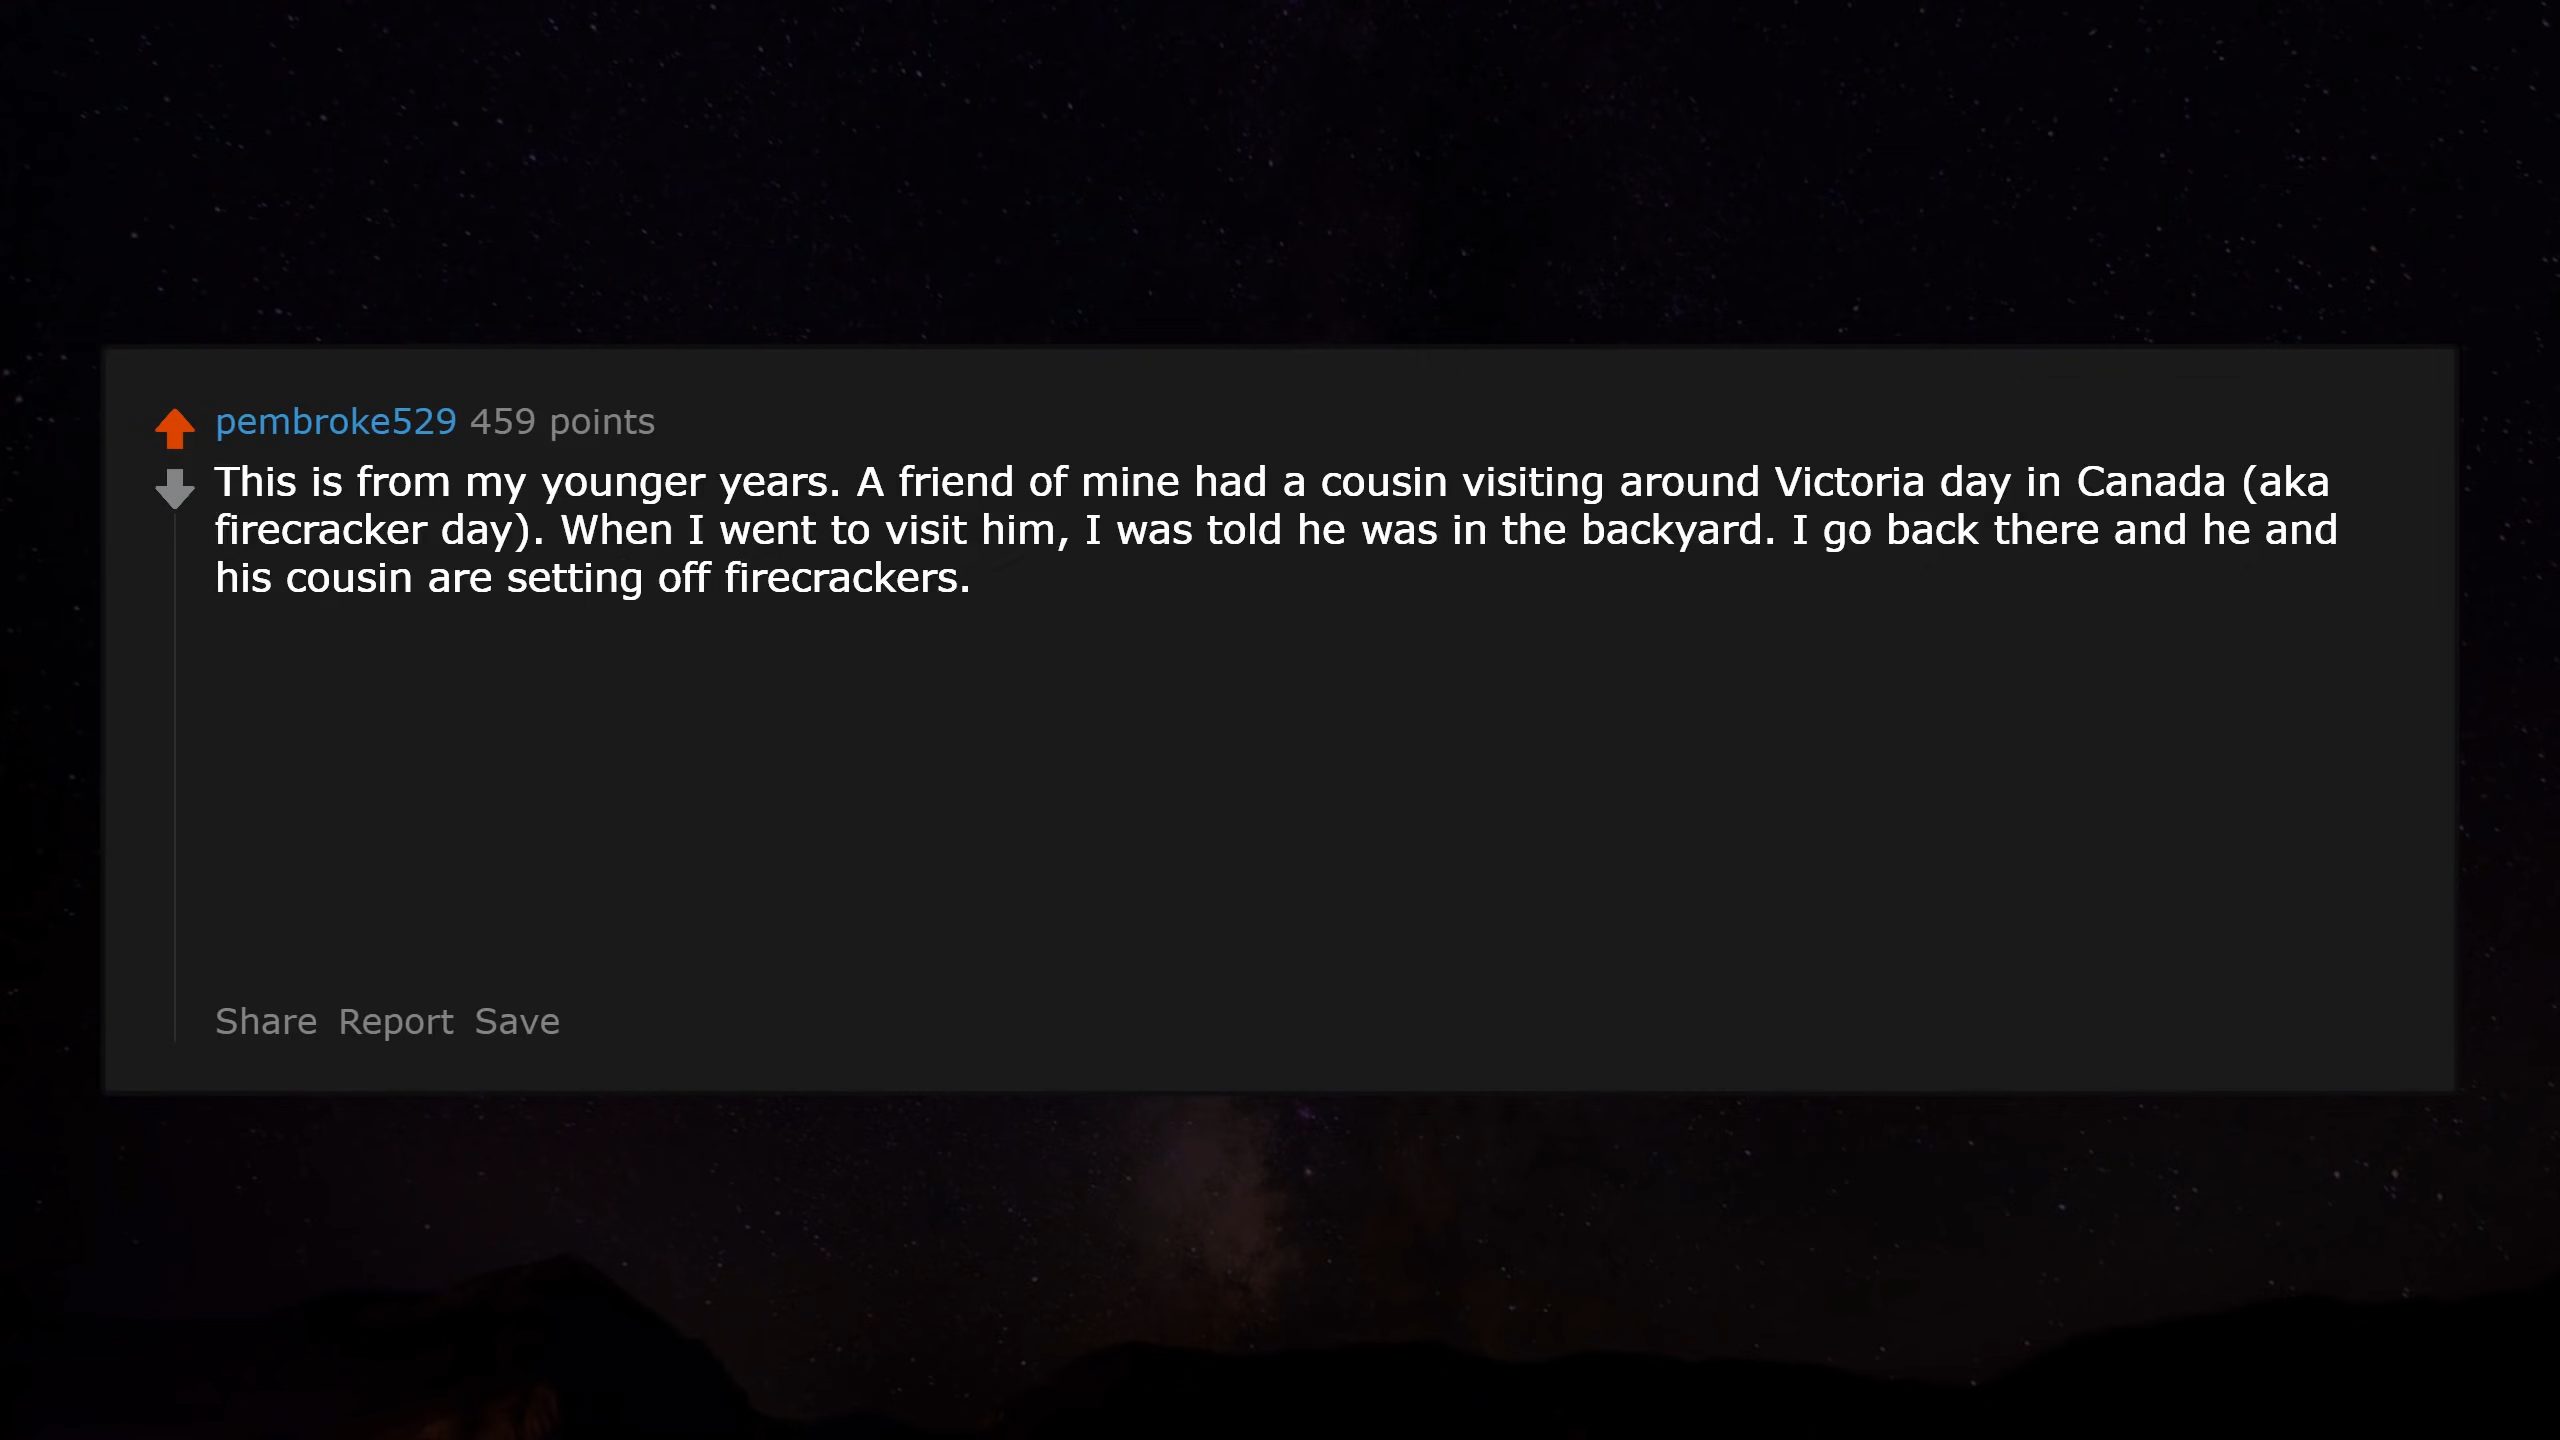 pembroke529 459 points
This is from my younger years. A friend of mine had a cousin visiting around Victoria day in Canada (aka
firecracker day). When I went to visit him, I was told he was in the backyard. I go back there and he and
his cousin are setting off firecrackers.
Share Report Save